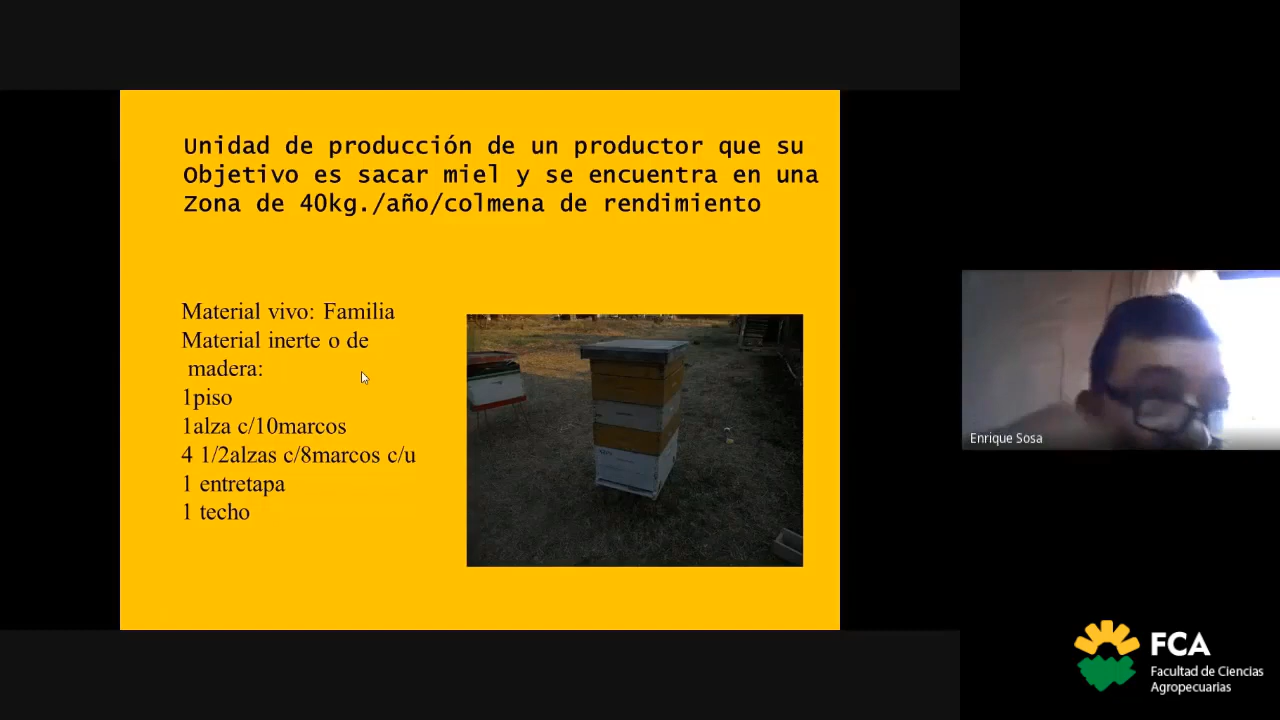 Unidad de producción de un productor que su
Objetivo es sacar miel y se encuentra en una
Zona de 40kg./año/colmena de rendimiento
Material vivo: Familia
Material inerte o de
madera:
1piso
1alza c/10marcos
4 1/2alzas c/8marcos c/u
1 entretapa
1 techo
Enrique Sosa
FCA
Facultad de Ciencias
Agropecuarias